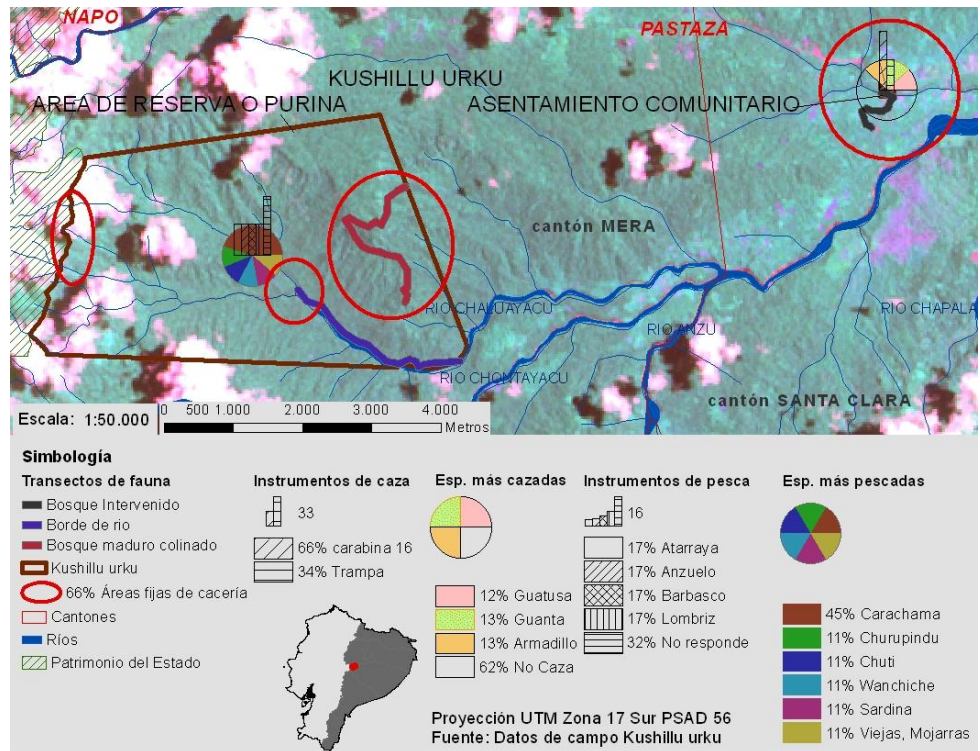 NAPO
PASTAZA
KUSHILLU URKU
AREA DE RESERVA O PURINA
ASENTAMIENTO COMUNITARIO
cantón MERA
RIO CHALUAYACU
RIO ANZU
RIO CHAPALA
RIO CHONTAYACU
cantón SANTA CLARA
Escala: 1:50.000
0 500 1.000 2.000 3.000 4.000
Metros
Simbología
Transectos de fauna
Bosque Intervenido
Borde de rio
Bosque maduro colinado
Kushillu urku
66% Áreas fijas de cacería
Cantones
Ríos
Patrimonio del Estado
Instrumentos de caza
33
66% carabina 16
34% Trampa
Esp. más cazadas
12% Guatusa
13% Guanta
13% Armadillo
62% No Caza
Instrumentos de pesca
16
17% Atarraya
17% Anzuelo
17% Barbasco
17% Lombriz
32% No responde
Esp. más pescadas
45% Carachama
11% Churupindu
11% Chuti
11% Wanchiche
11% Sardina
11% Viejas, Mojarras
Proyección UTM Zona 17 Sur PSAD 56
Fuente: Datos de campo Kushillu urku